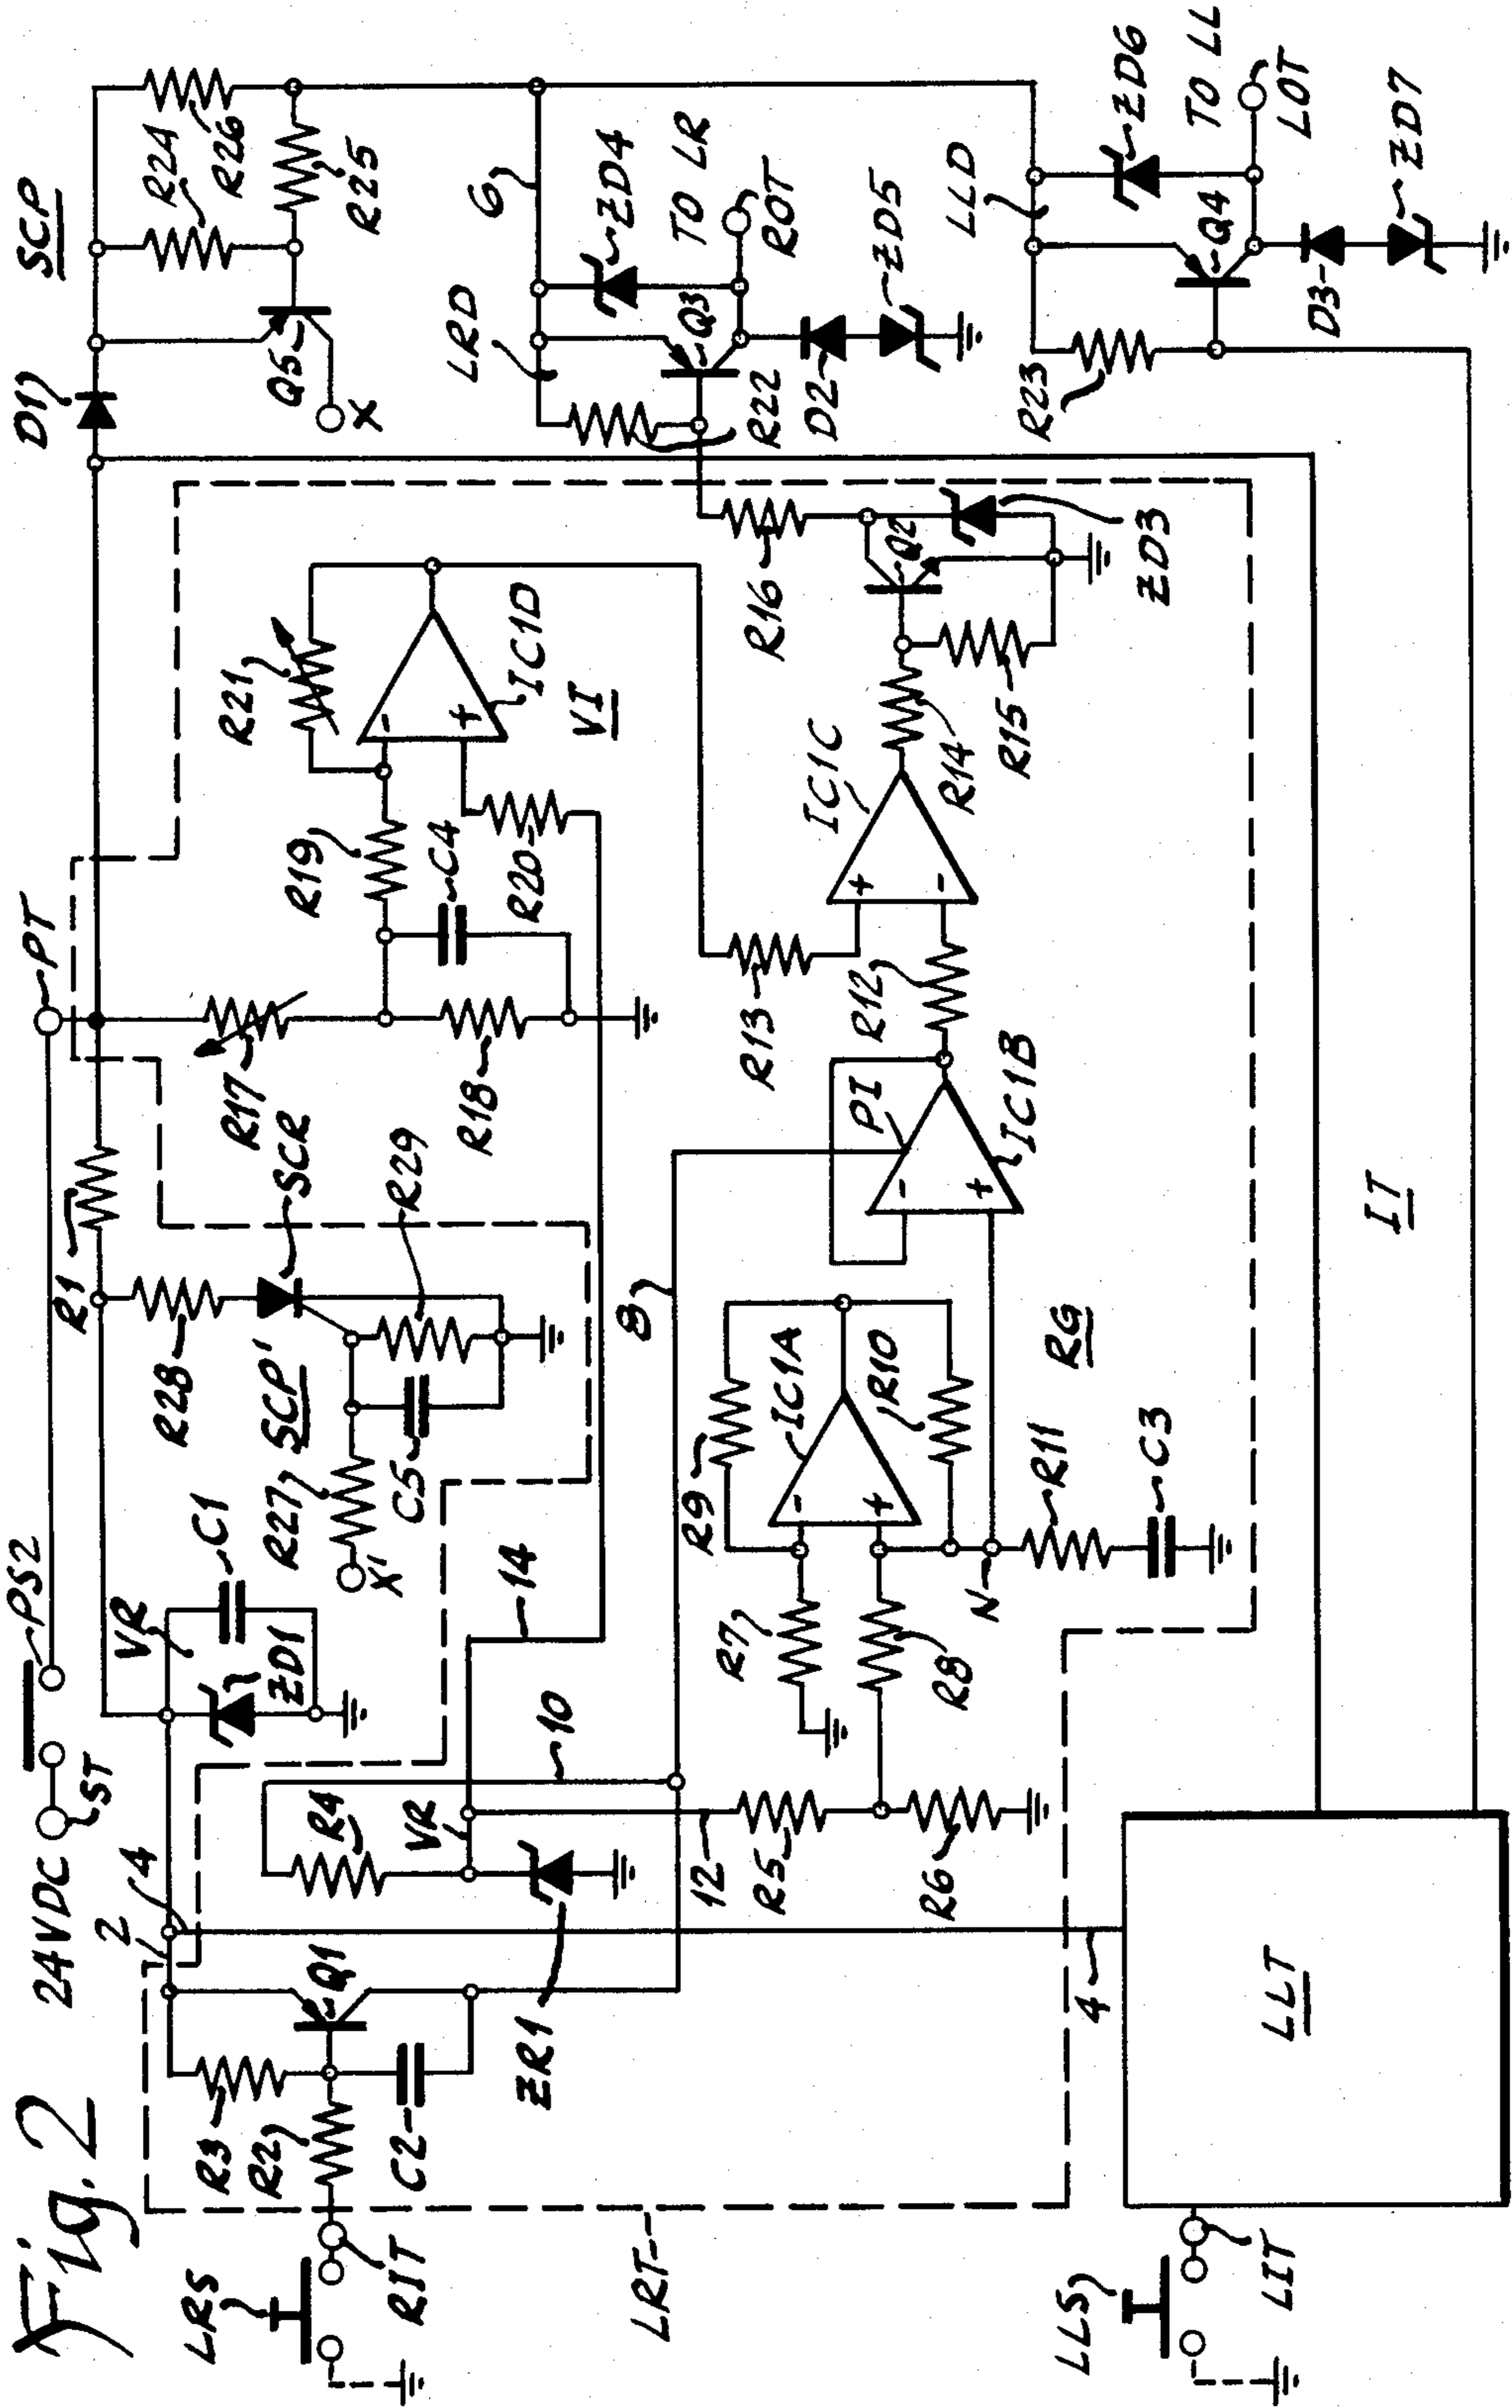 Fig. 2
24VDC
ST
PS2
PT
D1
SCP
R24
R26
R25
Q5
X
2
4
VR
C1
ZD1
R1
R28
SCP'
SCR
R27
X'
C5
R29
R17
R18
R19
C4
R20
R21
IC1D
VI
LRD
6
ZD4
TO LR
ROT
Q3
R22
D2
ZD5
LLD
ZD6
TO LL
LOT
Q4
R23
D3
ZD7
LRS
RIT
R3
R2
Q1
C2
ZR1
R4
VR
10
14
12
R5
R6
8
R7
R8
R9
IC1A
R10
N
R11
C3
RG
PI
IC1B
R12
R13
IC1C
R14
R15
R16
Q2
ZD3
LRT
LLS
LIT
4
LLT
IT